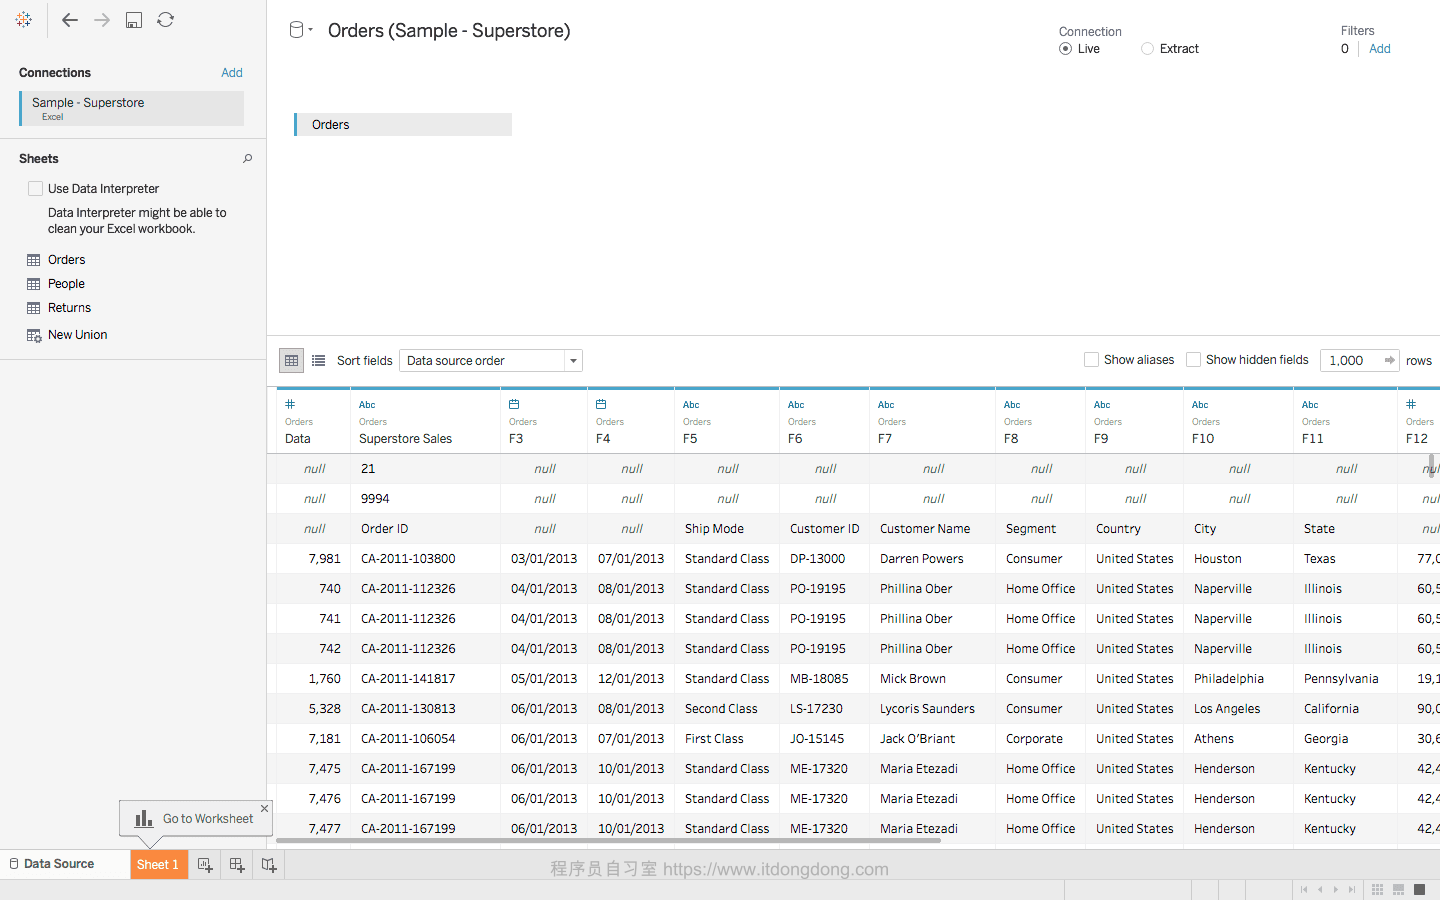 Orders (Sample - Superstore)
Connection
Live
Extract
Filters
0
Add
Connections
Add
Sample - Superstore
Excel
Orders
Sheets
Use Data Interpreter
Data Interpreter might be able to
clean your Excel workbook.
Orders
People
Returns
New Union
Sort fields
Data source order
Show aliases
Show hidden fields
1,000
rows
# Abc Abc Abc Abc Abc Abc Abc Abc #
Orders Orders Orders Orders Orders Orders Orders Orders Orders Orders Orders Orders
Data Superstore Sales F3 F4 F5 F6 F7 F8 F9 F10 F11 F12
null 21 null null null null null null null null null
null 9994 null null null null null null null null null nu
null Order ID null null Ship Mode Customer ID Customer Name Segment Country City State nu
7,981 CA-2011-103800 03/01/2013 07/01/2013 Standard Class DP-13000 Darren Powers Consumer United States Houston Texas 77,0
740 CA-2011-112326 04/01/2013 08/01/2013 Standard Class PO-19195 Phillina Ober Home Office United States Naperville Illinois 60,5
741 CA-2011-112326 04/01/2013 08/01/2013 Standard Class PO-19195 Phillina Ober Home Office United States Naperville Illinois 60,5
742 CA-2011-112326 04/01/2013 08/01/2013 Standard Class PO-19195 Phillina Ober Home Office United States Naperville Illinois 60,5
1,760 CA-2011-141817 05/01/2013 12/01/2013 Standard Class MB-18085 Mick Brown Consumer United States Philadelphia Pennsylvania 19,1
5,328 CA-2011-130813 06/01/2013 08/01/2013 Second Class LS-17230 Lycoris Saunders Consumer United States Los Angeles California 90,0
7,181 CA-2011-106054 06/01/2013 07/01/2013 First Class JO-15145 Jack O'Briant Corporate United States Athens Georgia 30,6
7,475 CA-2011-167199 06/01/2013 10/01/2013 Standard Class ME-17320 Maria Etezadi Home Office United States Henderson Kentucky 42,4
7,476 CA-2011-167199 06/01/2013 10/01/2013 Standard Class ME-17320 Maria Etezadi Home Office United States Henderson Kentucky 42,4
7,477 CA-2011-167199 06/01/2013 10/01/2013 Standard Class ME-17320 Maria Etezadi Home Office United States Henderson Kentucky 42,4
Go to Worksheet
Data Source
Sheet 1
程序员自习室 https://www.itdongdong.com